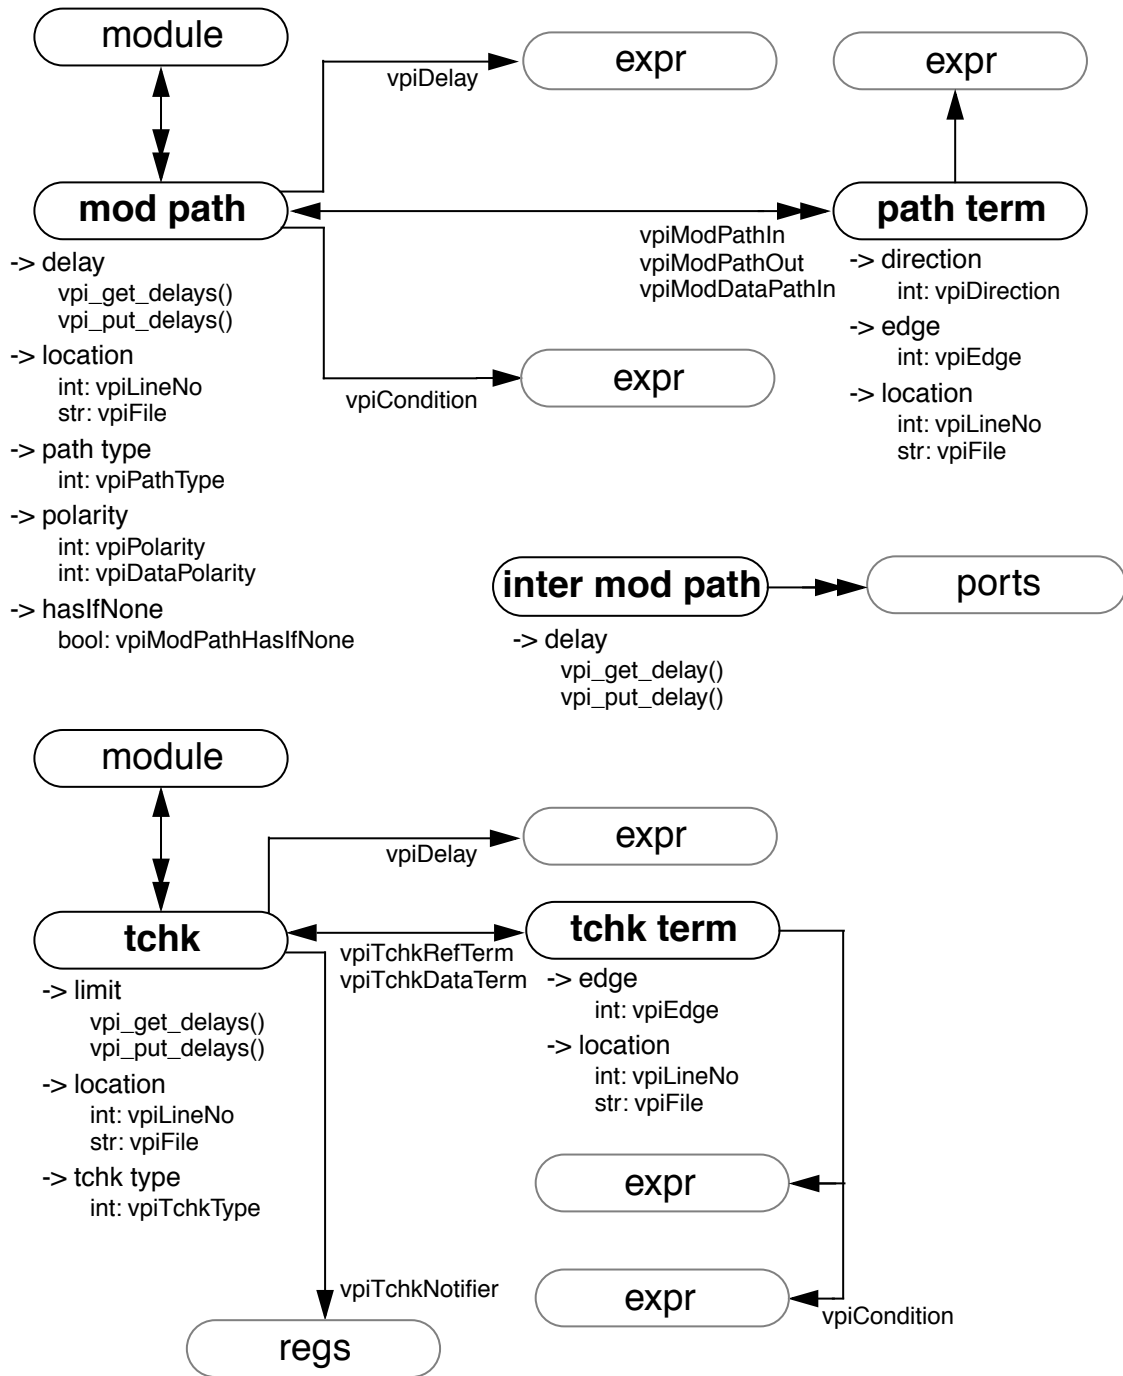 module
expr
expr
vpiDelay
mod path
path term
vpiModPathIn
vpiModPathOut
vpiModDataPathIn
-> delay
vpi_get_delays()
vpi_put_delays()
-> location
int: vpiLineNo
str: vpiFile
-> path type
int: vpiPathType
-> polarity
int: vpiPolarity
int: vpiDataPolarity
-> hasIfNone
bool: vpiModPathHasIfNone
-> direction
int: vpiDirection
-> edge
int: vpiEdge
-> location
int: vpiLineNo
str: vpiFile
expr
vpiCondition
inter mod path
ports
-> delay
vpi_get_delay()
vpi_put_delay()
module
expr
vpiDelay
tchk
tchk term
vpiTchkRefTerm
vpiTchkDataTerm
-> limit
vpi_get_delays()
vpi_put_delays()
-> location
int: vpiLineNo
str: vpiFile
-> tchk type
int: vpiTchkType
-> edge
int: vpiEdge
-> location
int: vpiLineNo
str: vpiFile
expr
expr
vpiCondition
vpiTchkNotifier
regs